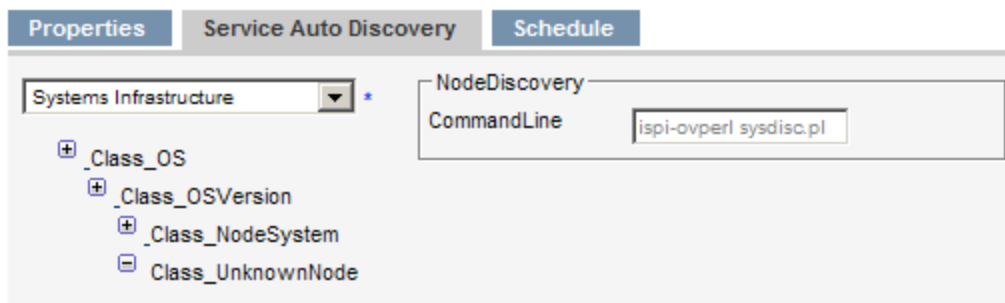 Properties Service Auto Discovery Schedule
Systems Infrastructure *
NodeDiscovery
CommandLine ispi-ovperl sysdisc.pl
_Class_OS
_Class_OSVersion
_Class_NodeSystem
Class_UnknownNode